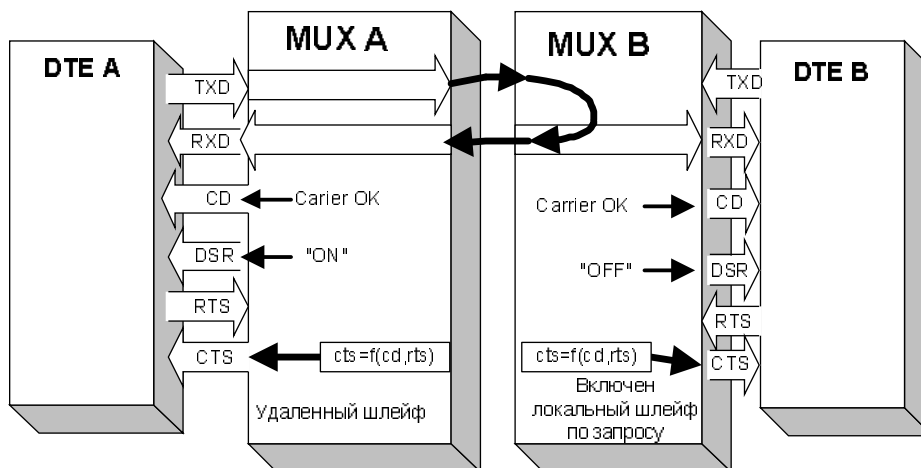 MUX A
MUX B
DTE A
DTE B
TXD
TXD
RXD
RXD
CD
Carier OK
Carrier OK
CD
DSR
"ON"
"OFF"
DSR
RTS
RTS
CTS
cts=f(cd,rts)
cts=f(cd,rts)
CTS
Удаленный шлейф
Включен
локальный шлейф
по запросу